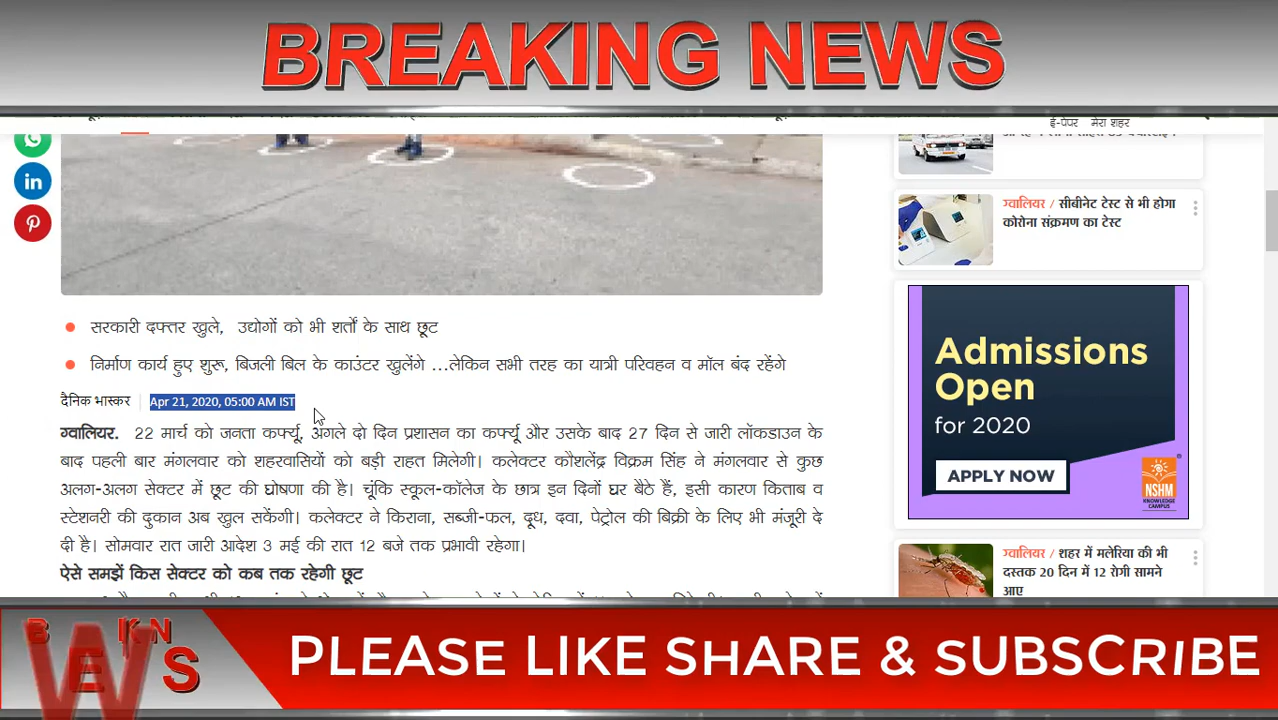 BREAKING NEWS
ई-पेपर मेरा शहर
ग्वालियर / सीबीनेट टेस्ट से भी होगा
कोरोना संक्रमण का टेस्ट
सरकारी दफ्तर खुले, उद्योगों को भी शर्तों के साथ छूट
निर्माण कार्य हुए शुरू, बिजली बिल के काउंटर खुलेंगे ...लेकिन सभी तरह का यात्री परिवहन व मॉल बंद रहेंगे
दैनिक भास्कर Apr 21, 2020, 05:00 AM IST
ग्वालियर. 22 मार्च को जनता कर्फ्यू, अगले दो दिन प्रशासन का कर्फ्यू और उसके बाद 27 दिन से जारी लॉकडाउन के
बाद पहली बार मंगलवार को शहरवासियों को बड़ी राहत मिलेगी। कलेक्टर कौशलेंद्र विक्रम सिंह ने मंगलवार से कुछ
अलग-अलग सेक्टर में छूट की घोषणा की है। चूंकि स्कूल-कॉलेज के छात्र इन दिनों घर बैठे हैं, इसी कारण किताब व
स्टेशनरी की दुकान अब खुल सकेंगी। कलेक्टर ने किराना, सब्जी-फल, दूध, दवा, पेट्रोल की बिक्री के लिए भी मंजूरी दे
दी है। सोमवार रात जारी आदेश 3 मई की रात 12 बजे तक प्रभावी रहेगा।
ऐसे समझें किस सेक्टर को कब तक रहेगी छूट
Admissions
Open
for 2020
APPLY NOW
NSHM
KNOWLEDGE
CAMPUS
ग्वालियर / शहर में मलेरिया की भी
दस्तक 20 दिन में 12 रोगी सामने
आए
PLEASE LIKE SHARE & SUBSCRIBE